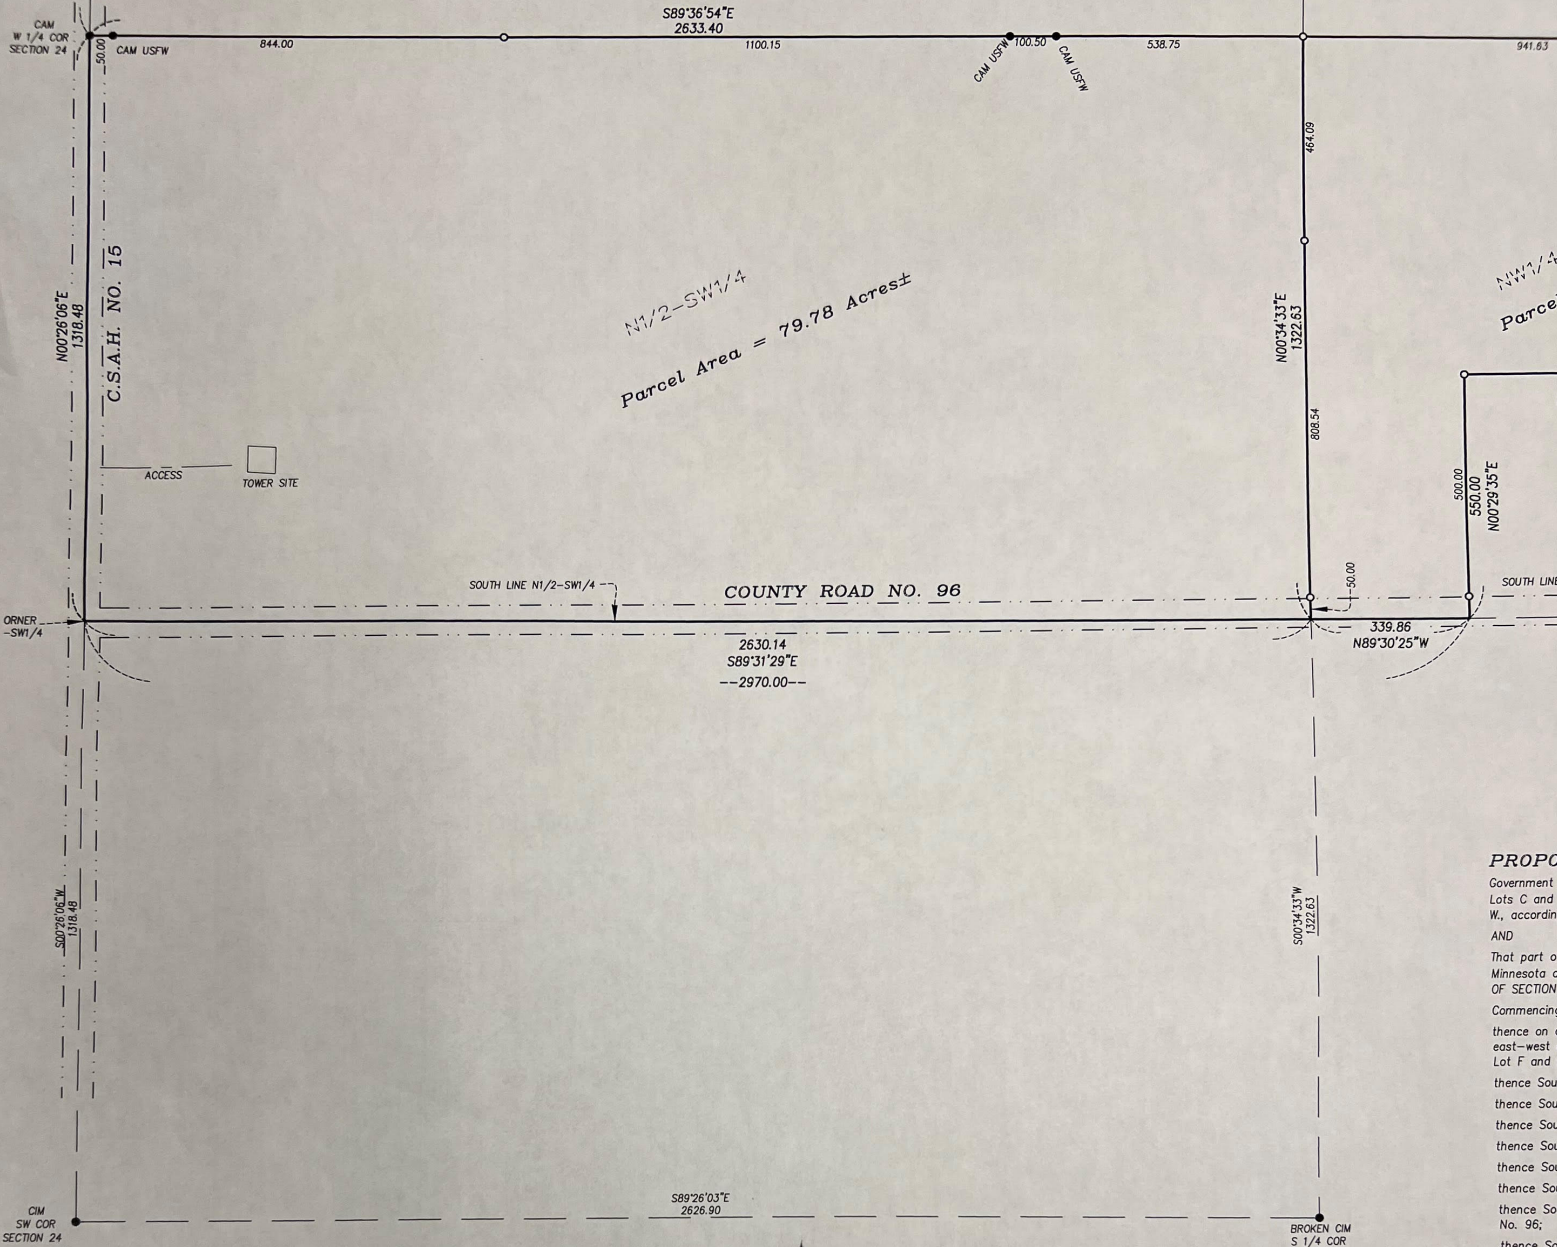 S89°36'54"E
2633.40
CAM
W 1/4 COR
SECTION 24
50.00
CAM USFW
844.00
1100.15
CAM USFW
100.50
CAM USFW
538.75
941.63
464.09
N00°26'06"E
1318.48
C.S.A.H. NO. 15
N1/2-SW1/4
Parcel Area = 79.78 Acres±
N00°34'33"E
1322.63
NW1/4
Parce
808.54
ACCESS
TOWER SITE
500.00
550.00
N00°29'35"E
SOUTH LINE N1/2-SW1/4
COUNTY ROAD NO. 96
50.00
SOUTH LINE
ORNER
-SW1/4
2630.14
S89°31'29"E
--2970.00--
339.86
N89°30'25"W
S00°26'06"W
1318.48
S00°34'33"W
1322.63
PROPO
Government
Lots C and
W., accordin
AND
That part o
Minnesota
OF SECTION
Commencing
thence on
east-west
Lot F and
thence Sou
thence Sou
thence Sou
thence Sou
thence Sou
thence Sou
thence So
No. 96;
thence So
S89°26'03"E
2626.90
CIM
SW COR
SECTION 24
BROKEN CIM
S 1/4 COR